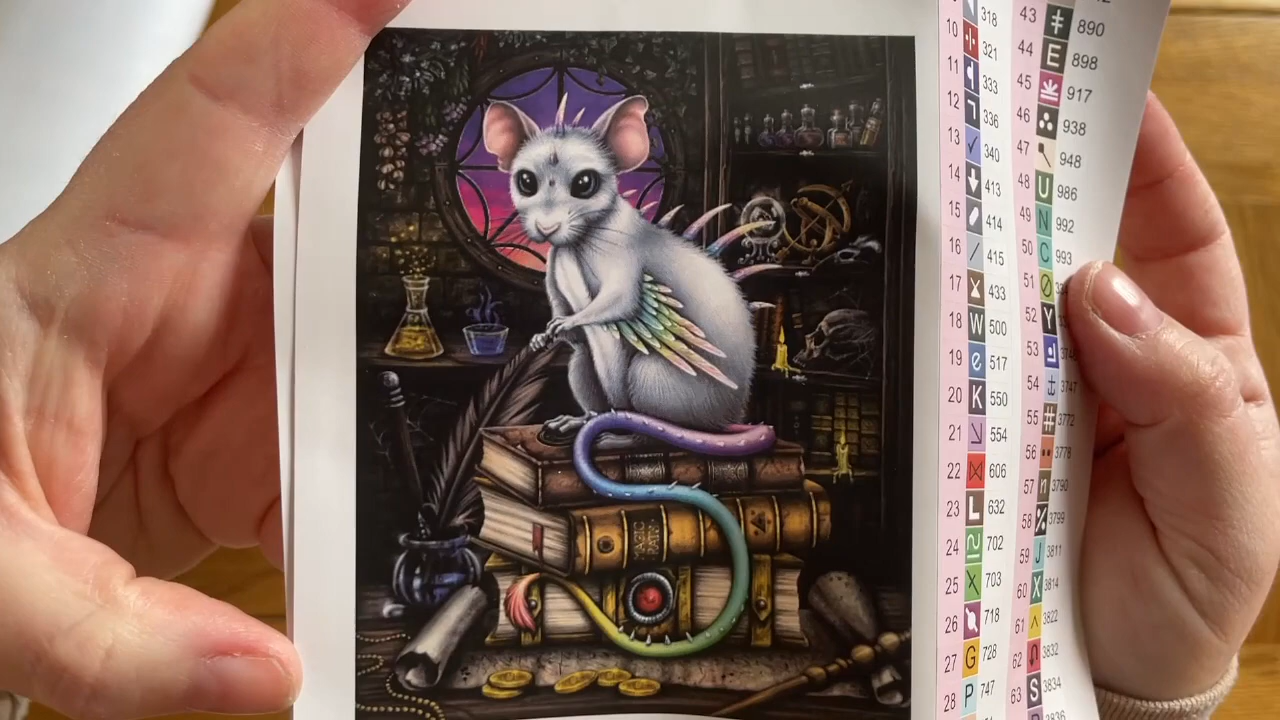 MAGIC
318
10 321
11 333
12 336
13 340
14 413
15 414
16 / 415
17 433
18 W 500
19 e 517
20 K 550
21 554
22 606
23 L 632
24 702
25 X 703
26 718
27 G 728
28 P 747
43 890
44 E 898
45 917
46 938
47 948
48 U 986
49 N 992
50 C 993
51
52 Y
53
54 3747
55 # 3772
56 3778
57 n 3790
58 3799
59 J 3811
60 X 3814
61 3822
62 3832
63 S 3834
3836